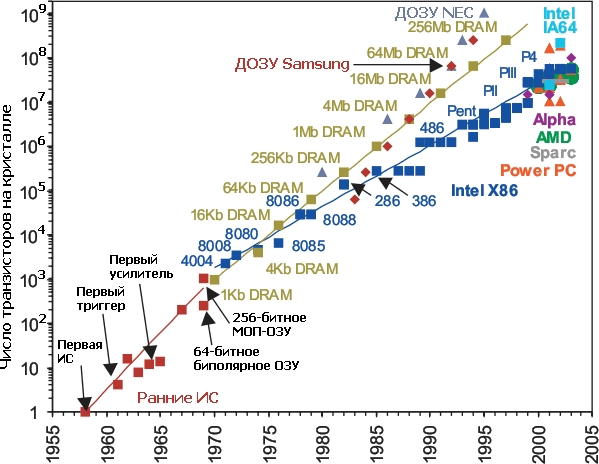 Число транзисторов на кристалле
10⁹
10⁸
10⁷
10⁶
10⁵
10⁴
10³
10²
10
1
1955
1960
1965
1970
1975
1980
1985
1990
1995
2000
2005
ДОЗУ NEC
256Mb DRAM
ДОЗУ Samsung
64Mb DRAM
16Mb DRAM
4Mb DRAM
1Mb DRAM
256Kb DRAM
64Kb DRAM
16Kb DRAM
4Kb DRAM
1Kb DRAM
Intel
IA64
P4
PIII
PII
Pent.
486
386
286
8088
8086
8085
8080
8008
4004
Alpha
AMD
Sparc
Power PC
Intel X86
Первый
усилитель
Первый
триггер
Первая
ИС
256-битное
МОП-ОЗУ
64-битное
биполярное ОЗУ
Ранние ИС